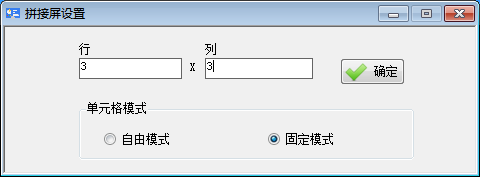 拼接屏设置
行 列
3 x 3 确定
单元格模式
自由模式 固定模式